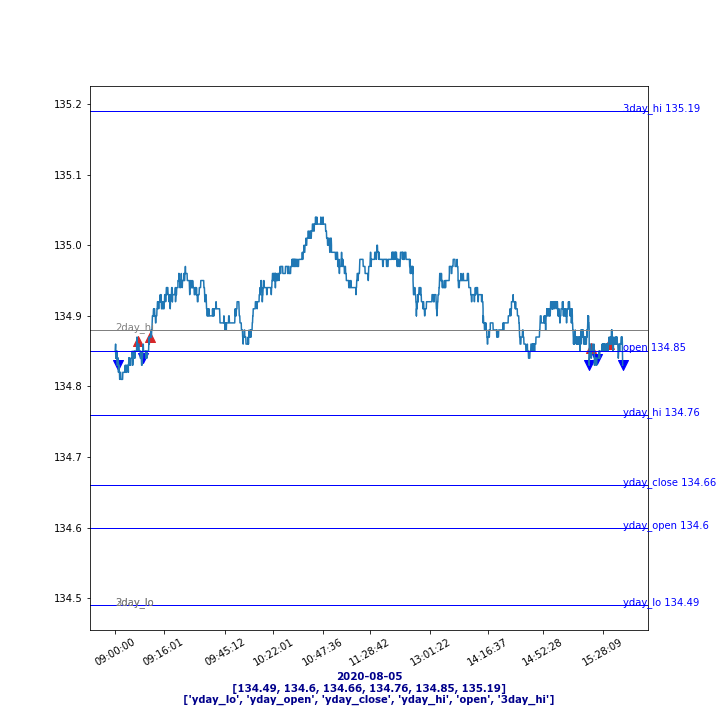 135.2
3day_hi 135.19
135.1
135.0
134.9
2day_hi
open 134.85
134.8
yday_hi 134.76
134.7
yday_close 134.66
134.6
yday_open 134.6
134.5
3day_lo
yday_lo 134.49
09:00:00
09:16:01
09:45:12
10:22:01
10:47:36
11:28:42
13:01:22
14:16:37
14:52:28
15:28:09
2020-08-05
[134.49, 134.6, 134.66, 134.76, 134.85, 135.19]
['yday_lo', 'yday_open', 'yday_close', 'yday_hi', 'open', '3day_hi']